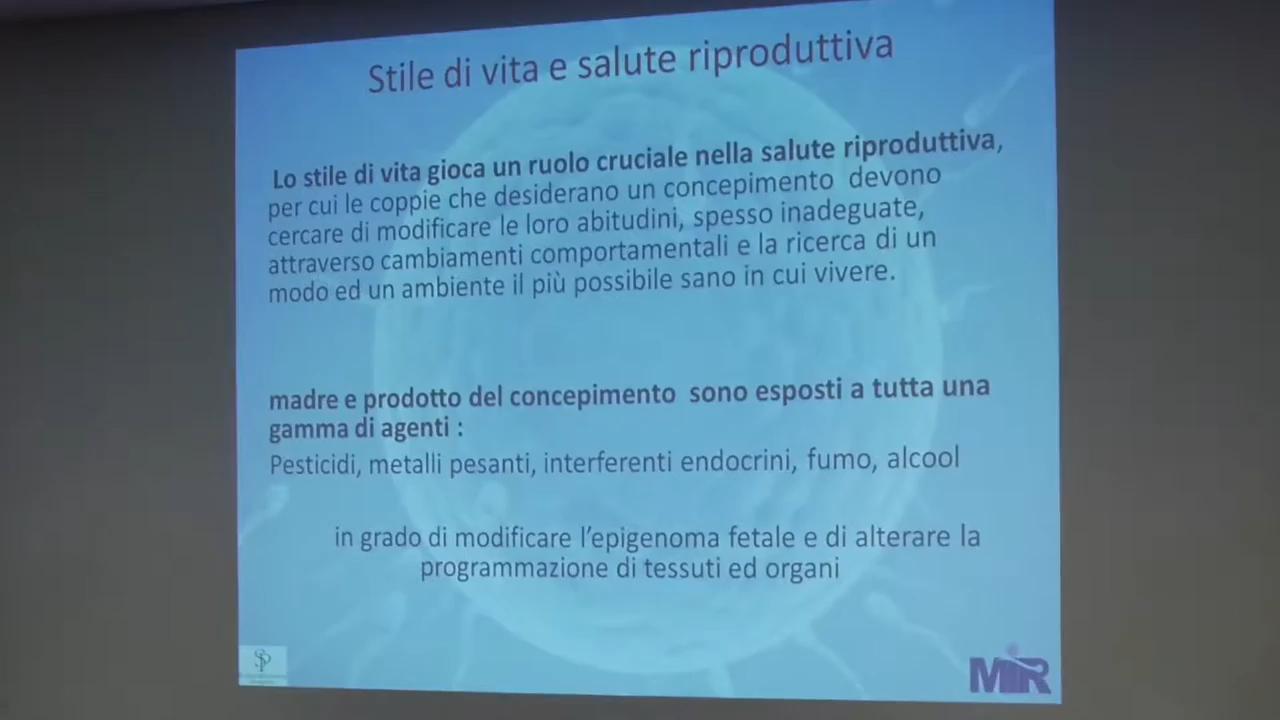 Stile di vita e salute riproduttiva
Lo stile di vita gioca un ruolo cruciale nella salute riproduttiva,
per cui le coppie che desiderano un concepimento devono
cercare di modificare le loro abitudini, spesso inadeguate,
attraverso cambiamenti comportamentali e la ricerca di un
modo ed un ambiente il più possibile sano in cui vivere.
madre e prodotto del concepimento sono esposti a tutta una
gamma di agenti :
Pesticidi, metalli pesanti, interferenti endocrini, fumo, alcool
in grado di modificare l'epigenoma fetale e di alterare la
programmazione di tessuti ed organi
MIR